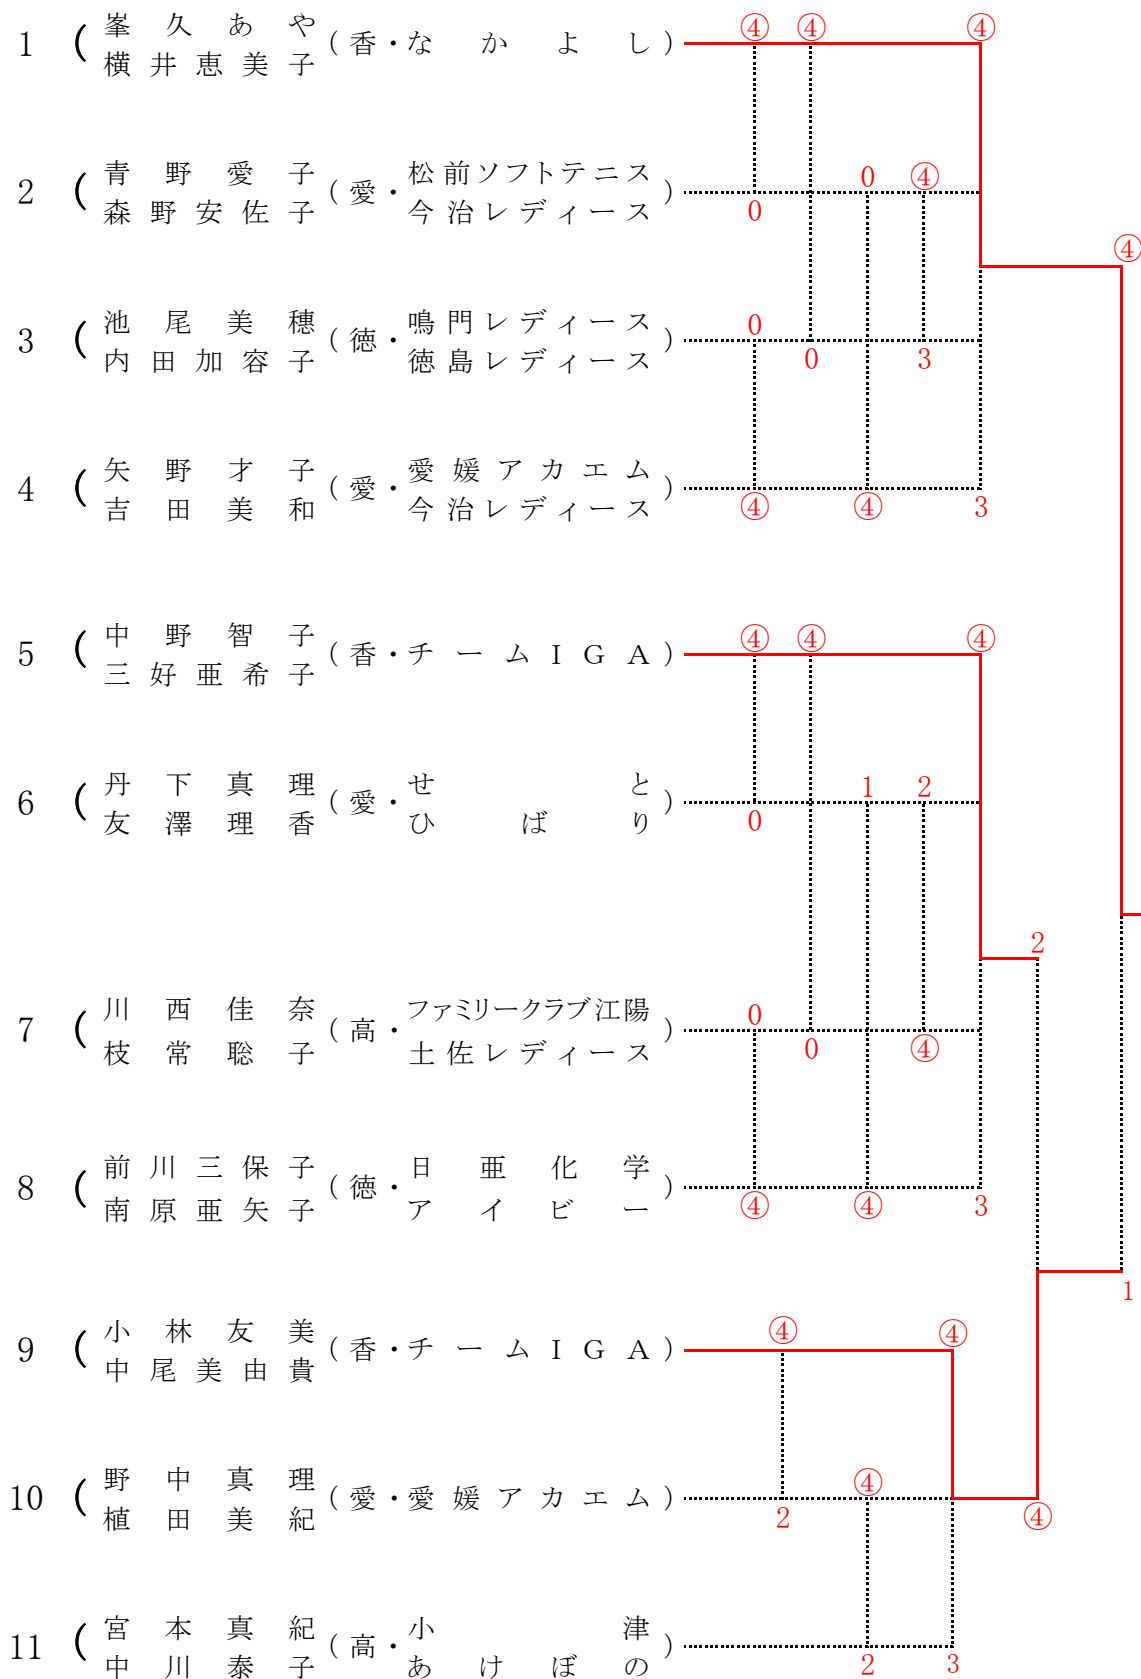 ④ ④ ④
1 ( 峯久あや (香・なかよし)
横井恵美子
2 ( 青野愛子 (愛・松前ソフトテニス) 0 ④
森野安佐子 今治レディース 0
④
3 ( 池尾美穂 (徳・鳴門レディース) 0
内田加容子 徳島レディース 0 3
4 ( 矢野才子 (愛・愛媛アカエム)
吉田美和 今治レディース ④ ④ 3
5 ( 中野智子 (香・チームIGA) ④ ④ ④
三好亜希子
6 ( 丹下真理 (愛・せと) 1 2
友澤理香 ひばり 0
2
7 ( 川西佳奈 (高・ファミリークラブ江陽) 0
枝常聡子 土佐レディース 0 ④
8 ( 前川三保子 (徳・日亜化学)
南原亜矢子 アイビー ④ ④ 3
1
9 ( 小林友美 (香・チームIGA) ④ ④
中尾美由貴
10 ( 野中真理 (愛・愛媛アカエム) ④
植田美紀 2 ④
11 ( 宮本真紀 (高・小津)
中川泰子 あけぼの 2 3